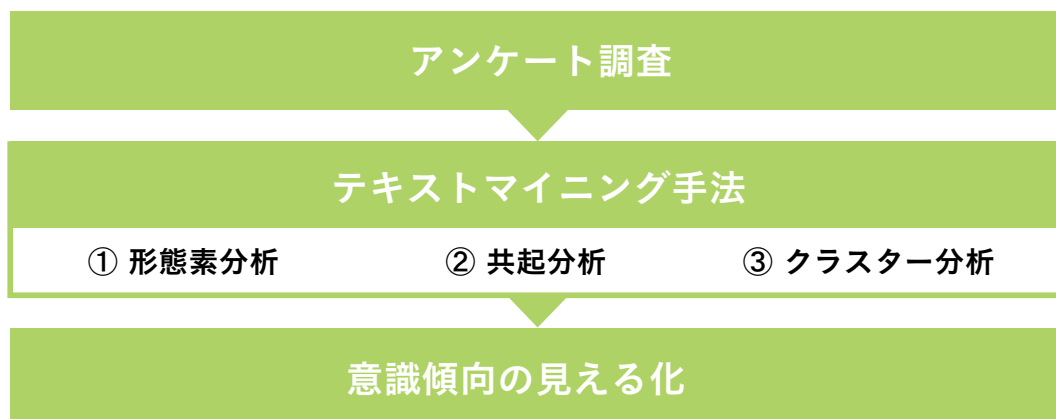 アンケート調査
テキストマイニング手法
① 形態素分析 ② 共起分析 ③ クラスター分析
意識傾向の見える化